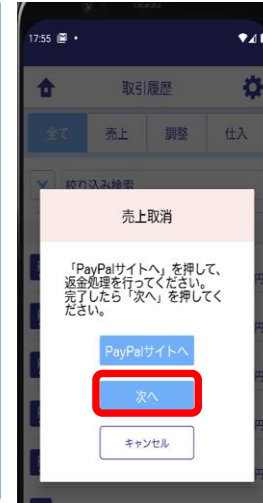 17:55
取引履歴
全て 売上 調整 仕入
絞り込み検索
売上取消
「PayPalサイトへ」を押して、
返金処理を行ってください。
完了したら「次へ」を押してく
ださい。
PayPalサイトへ
次へ
キャンセル